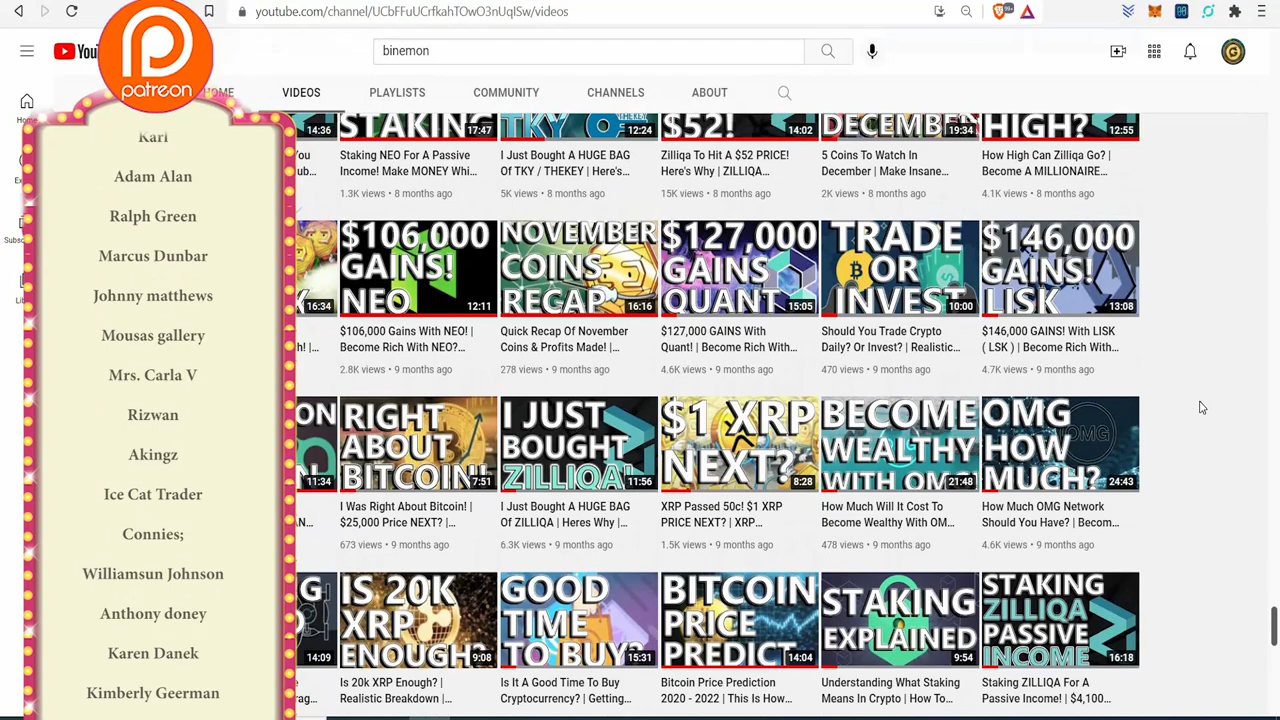 youtube.com/channel/UCbFFuUCrfkahTOwO3nUqlSw/videos
99+
You
binemon
patreon
HOME
VIDEOS
PLAYLISTS
COMMUNITY
CHANNELS
ABOUT
Karl
Adam Alan
Ralph Green
Marcus Dunbar
Johnny matthews
Mousas gallery
Mrs. Carla V
Rizwan
Akingz
Ice Cat Trader
Connies;
Williamsun Johnson
Anthony doney
Karen Danek
Kimberly Geerman
14:36
STAKING
17:47
TKY
12:24
$52!
14:02
DECEMBER
19:34
HIGH?
12:55
You
Staking NEO For A Passive
Income! Make MONEY Whi...
1.3K views • 8 months ago
I Just Bought A HUGE BAG
Of TKY / THEKEY | Here's...
5K views • 8 months ago
Zilliqa To Hit A $52 PRICE!
Here's Why | ZILLIQA...
15K views • 8 months ago
5 Coins To Watch In
December | Make Insane...
2K views • 8 months ago
How High Can Zilliqa Go? |
Become A MILLIONAIRE...
4.1K views • 8 months ago
16:34
$106,000
GAINS!
NEO
12:11
NOVEMBER
COINS
RECAP
16:16
$127,000
GAINS
QUANT
15:05
TRADE
OR
INVEST
10:00
$146,000
GAINS!
LISK
13:08
$106,000 Gains With NEO! |
Become Rich With NEO?...
2.8K views • 9 months ago
Quick Recap Of November
Coins & Profits Made! |...
278 views • 9 months ago
$127,000 GAINS With
Quant! | Become Rich With...
4.6K views • 9 months ago
Should You Trade Crypto
Daily? Or Invest? | Realistic...
470 views • 9 months ago
$146,000 GAINS! With LISK
( LSK ) | Become Rich With...
4.7K views • 9 months ago
11:34
RIGHT
ABOUT
BITCOIN!
7:51
I JUST
BOUGHT
ZILLIQA!
11:56
$1 XRP
NEXT?
8:28
BECOME
WEALTHY
WITH OMG
21:48
OMG
HOW
MUCH?
24:43
I Was Right About Bitcoin! |
$25,000 Price NEXT? |...
673 views • 9 months ago
I Just Bought A HUGE BAG
Of ZILLIQA | Heres Why |...
6.3K views • 9 months ago
XRP Passed 50c! $1 XRP
PRICE NEXT? | XRP...
1.5K views • 9 months ago
How Much Will It Cost To
Become Wealthy With OM...
478 views • 9 months ago
How Much OMG Network
Should You Have? | Becom...
4.6K views • 9 months ago
14:09
IS 20K
XRP
ENOUGH?
9:08
GOOD
TIME
TO BUY?
15:31
BITCOIN
PRICE
PREDICT
14:04
STAKING
EXPLAINED
9:54
STAKING
ZILLIQA
PASSIVE
INCOME
16:18
Is 20k XRP Enough? |
Realistic Breakdown |...
Is It A Good Time To Buy
Cryptocurrency? | Getting...
Bitcoin Price Prediction
2020 - 2022 | This Is How...
Understanding What Staking
Means In Crypto | How To...
Staking ZILLIQA For A
Passive Income! | $4,100...